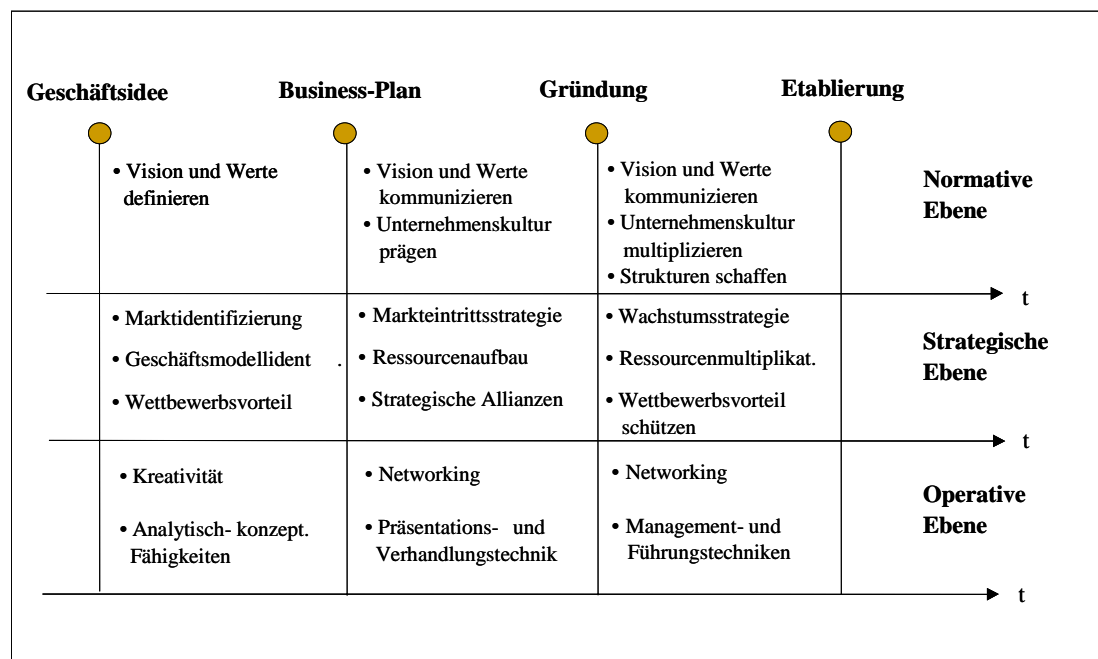 Geschäftsidee
Business-Plan
Gründung
Etablierung
• Vision und Werte
definieren
• Vision und Werte
kommunizieren
• Unternehmenskultur
prägen
• Vision und Werte
kommunizieren
• Unternehmenskultur
multiplizieren
• Strukturen schaffen
Normative
Ebene
t
• Marktidentifizierung
• Geschäftsmodellident .
• Wettbewerbsvorteil
• Markteintrittsstrategie
• Ressourcenaufbau
• Strategische Allianzen
• Wachstumsstrategie
• Ressourcenmultiplikat.
• Wettbewerbsvorteil
schützen
Strategische
Ebene
t
• Kreativität
• Analytisch- konzept.
Fähigkeiten
• Networking
• Präsentations- und
Verhandlungstechnik
• Networking
• Management- und
Führungstechniken
Operative
Ebene
t